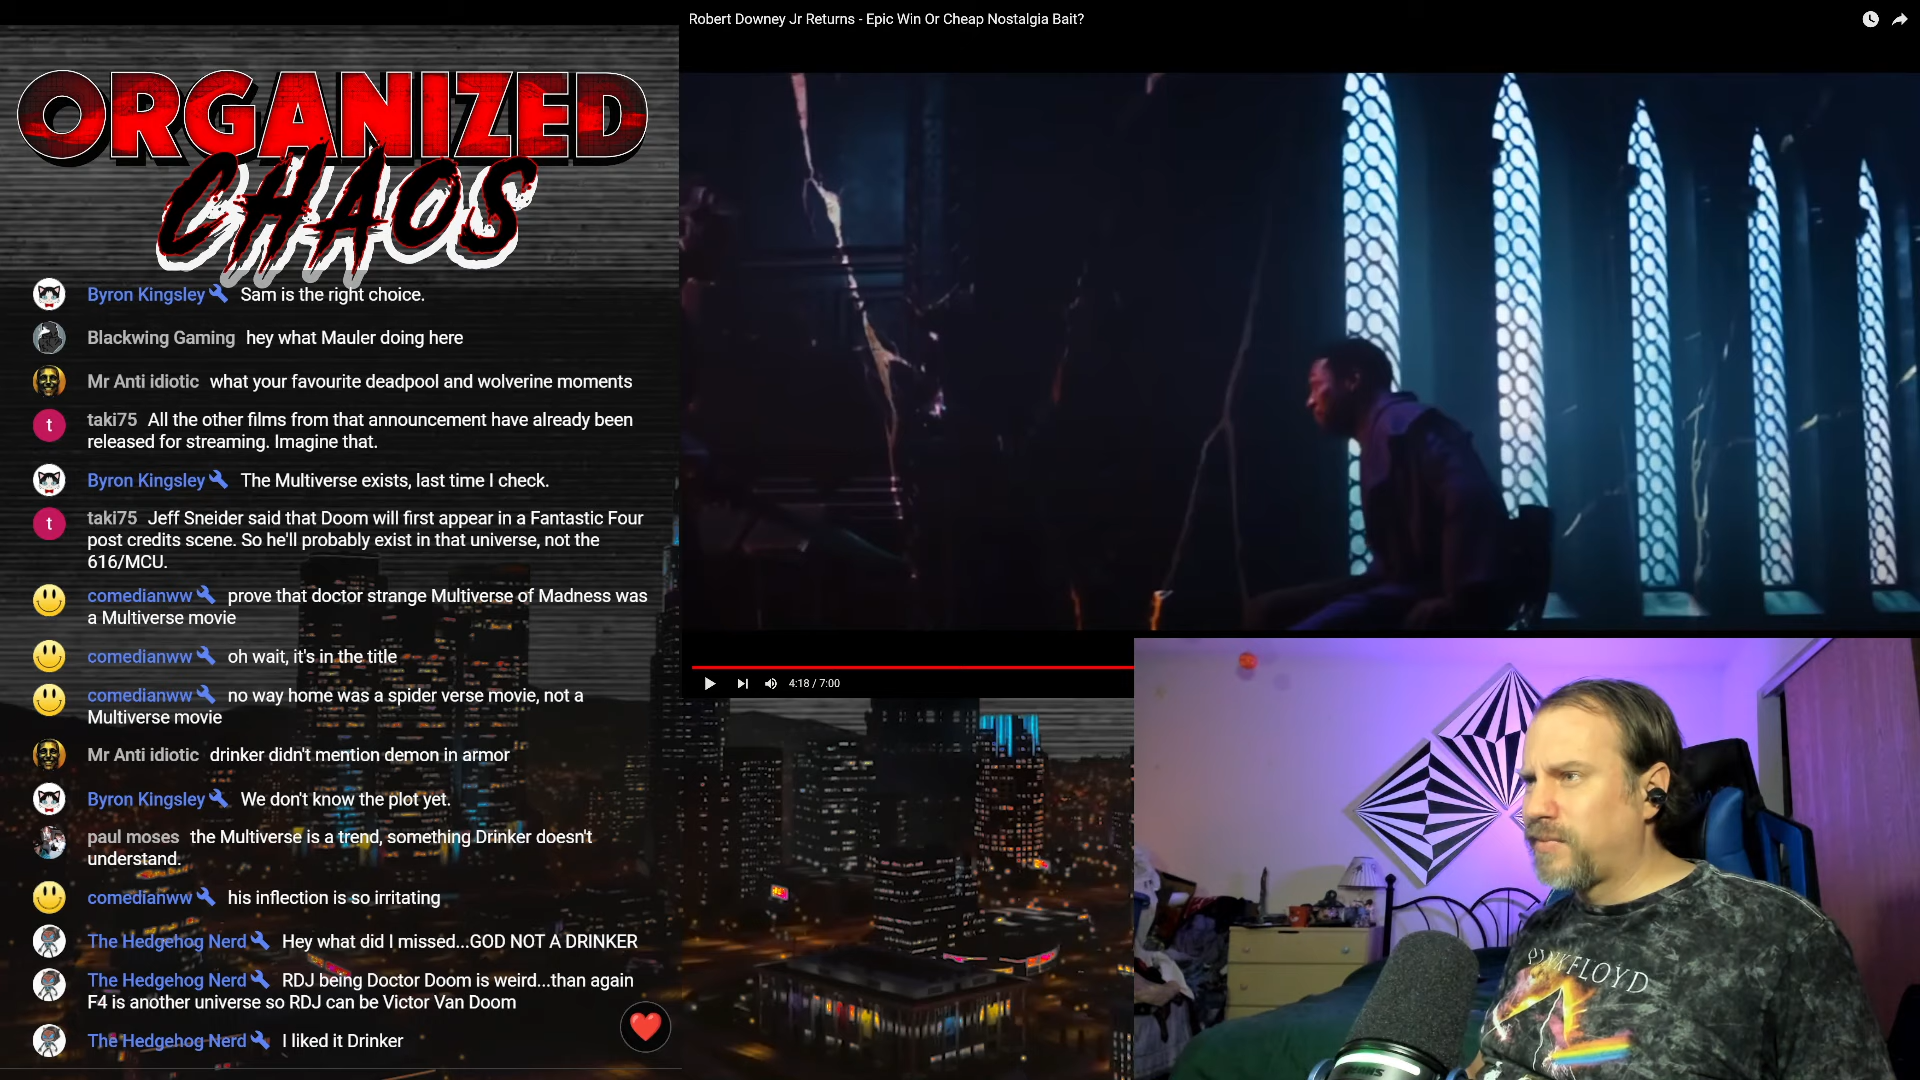 Robert Downey Jr Returns - Epic Win Or Cheap Nostalgia Bait?
ORGANIZED
CHAOS
Byron Kingsley Sam is the right choice.
Blackwing Gaming hey what Mauler doing here
Mr Anti idiotic what your favourite deadpool and wolverine moments
t taki75 All the other films from that announcement have already been
released for streaming. Imagine that.
Byron Kingsley The Multiverse exists, last time I check.
t taki75 Jeff Sneider said that Doom will first appear in a Fantastic Four
post credits scene. So he'll probably exist in that universe, not the
616/MCU.
comedianww prove that doctor strange Multiverse of Madness was
a Multiverse movie
comedianww oh wait, it's in the title
comedianww no way home was a spider verse movie, not a
Multiverse movie
Mr Anti idiotic drinker didn't mention demon in armor
Byron Kingsley We don't know the plot yet.
paul moses the Multiverse is a trend, something Drinker doesn't
understand.
comedianww his inflection is so irritating
The Hedgehog Nerd Hey what did I missed...GOD NOT A DRINKER
The Hedgehog Nerd RDJ being Doctor Doom is weird...than again
F4 is another universe so RDJ can be Victor Van Doom
The Hedgehog Nerd I liked it Drinker
4:18 / 7:00
PINK FLOYD